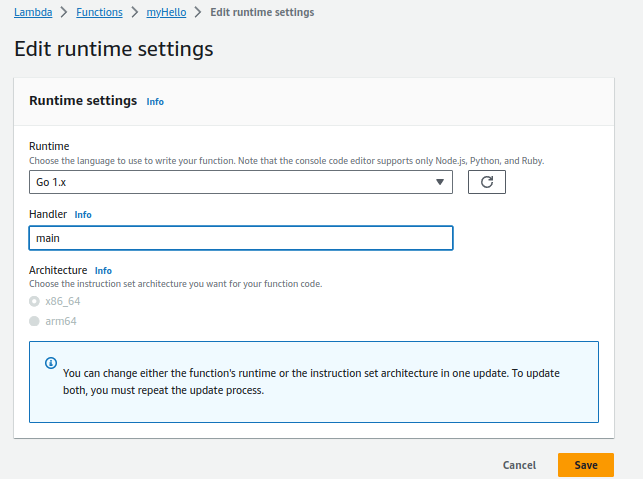 Lambda > Functions > myHello > Edit runtime settings
Edit runtime settings
Runtime settings Info
Runtime
Choose the language to use to write your function. Note that the console code editor supports only Node.js, Python, and Ruby.
Go 1.x
Handler Info
main
Architecture Info
Choose the instruction set architecture you want for your function code.
x86_64
arm64
You can change either the function's runtime or the instruction set architecture in one update. To update
both, you must repeat the update process.
Cancel Save